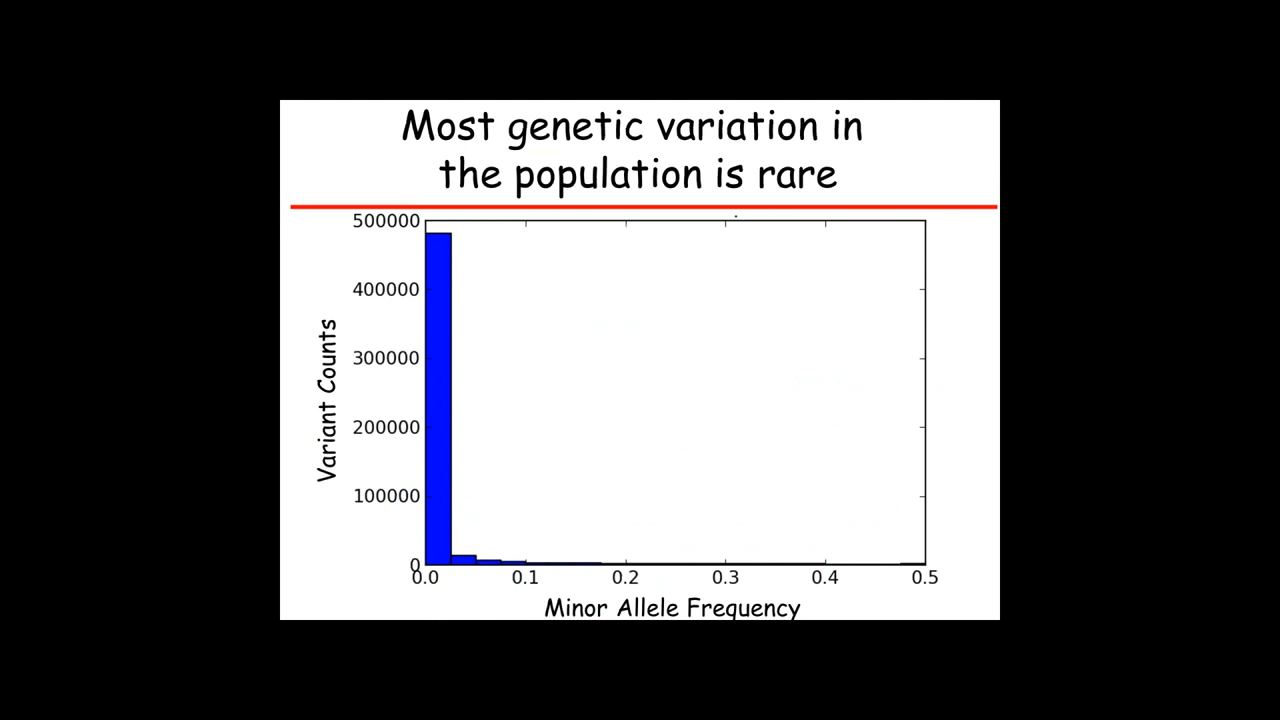 Most genetic variation in
the population is rare
500000
400000
300000
200000
100000
0
Variant Counts
0.0 0.1 0.2 0.3 0.4 0.5
Minor Allele Frequency